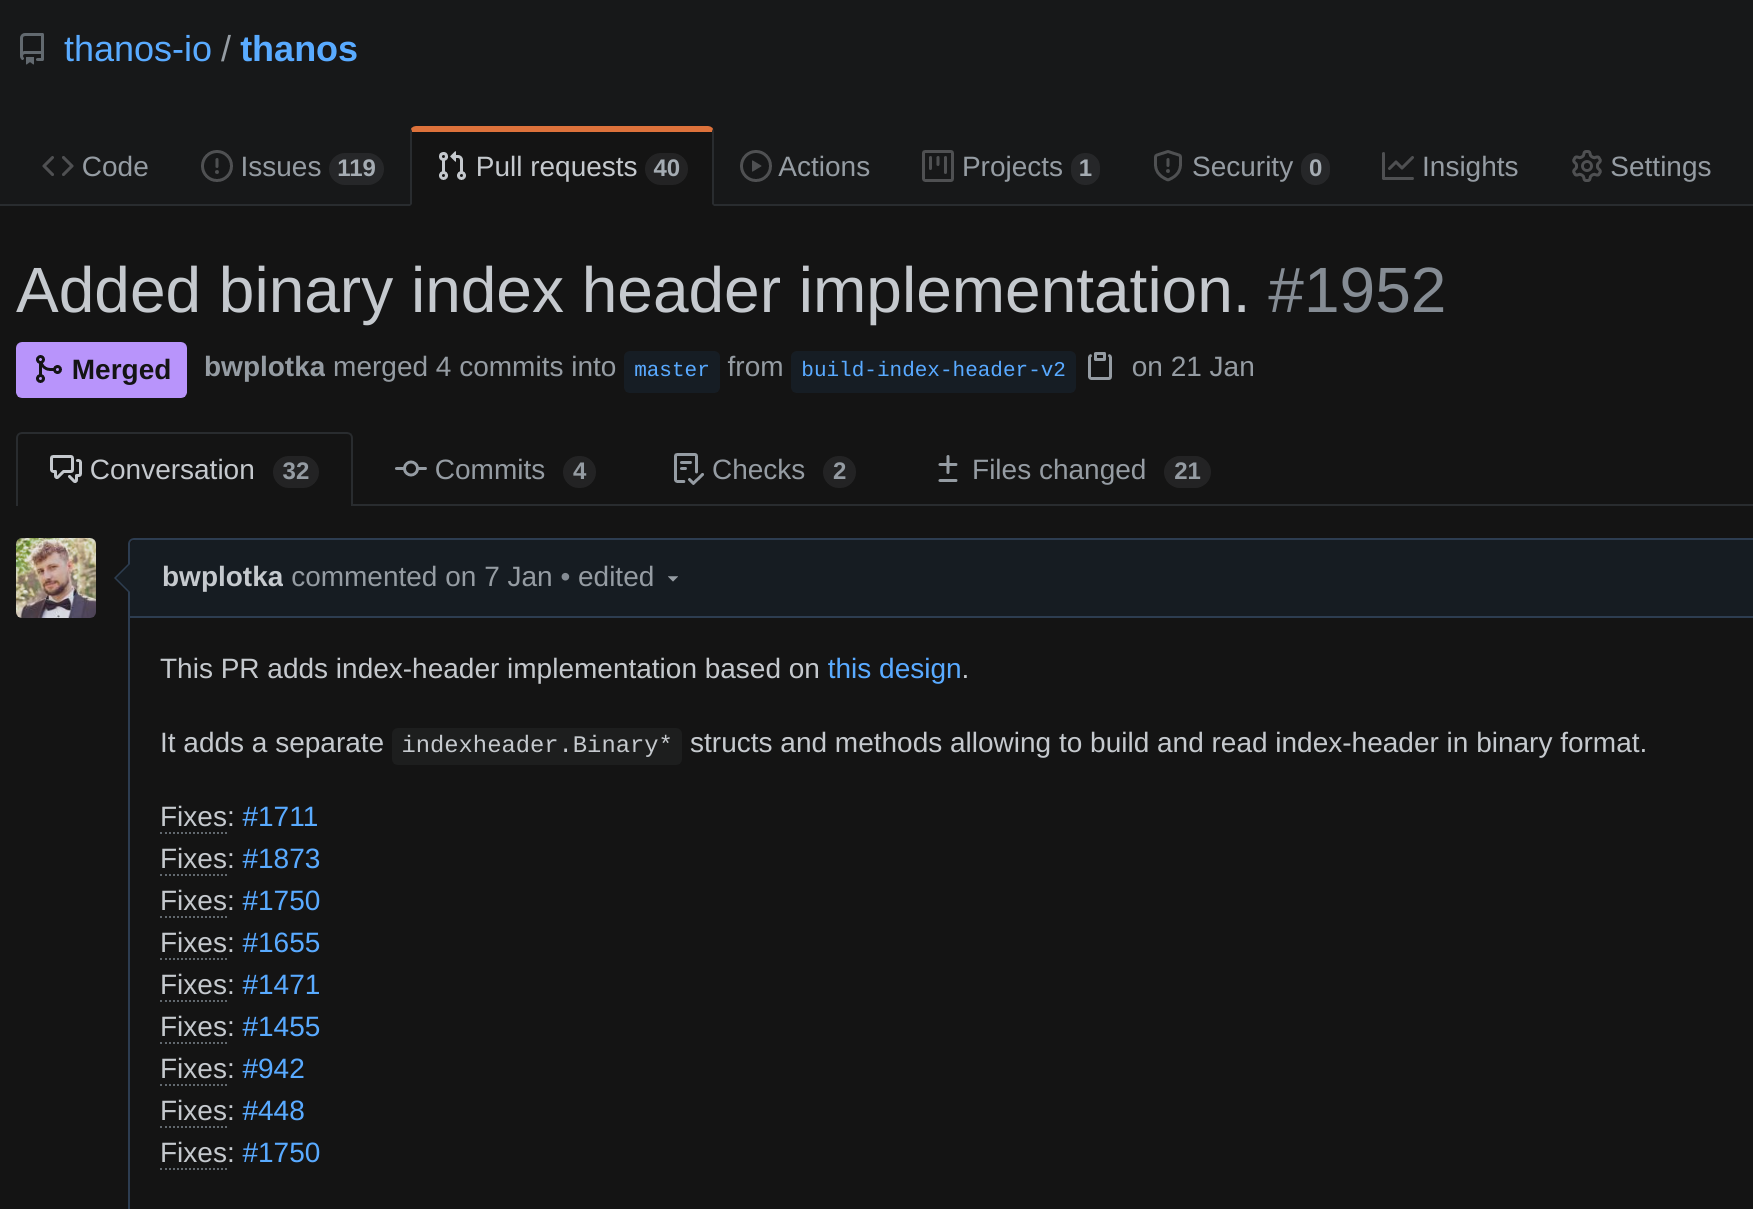 thanos-io / thanos
Code Issues 119 Pull requests 40 Actions Projects 1 Security 0 Insights Settings
Added binary index header implementation. #1952
Merged bwplotka merged 4 commits into master from build-index-header-v2 on 21 Jan
Conversation 32 Commits 4 Checks 2 Files changed 21
bwplotka commented on 7 Jan • edited
This PR adds index-header implementation based on this design.
It adds a separate indexheader.Binary* structs and methods allowing to build and read index-header in binary format.
Fixes: #1711
Fixes: #1873
Fixes: #1750
Fixes: #1655
Fixes: #1471
Fixes: #1455
Fixes: #942
Fixes: #448
Fixes: #1750